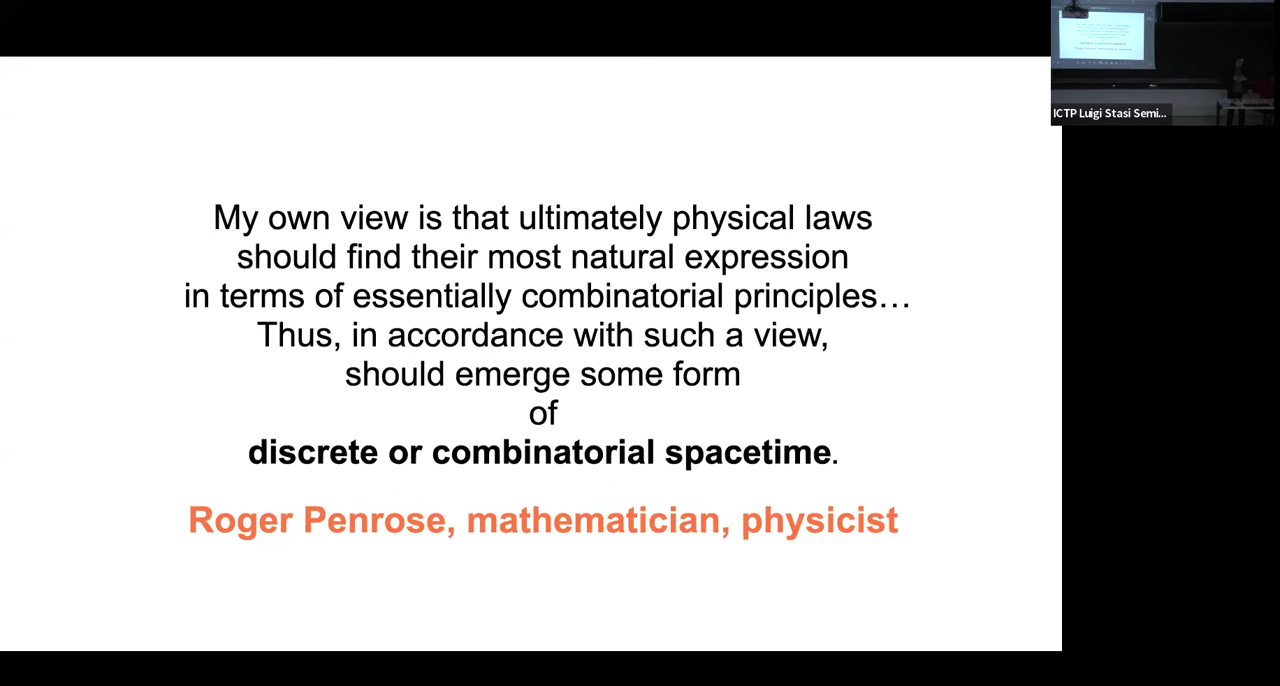 My own view is that ultimately physical laws
should find their most natural expression
in terms of essentially combinatorial principles…
Thus, in accordance with such a view,
should emerge some form
of
discrete or combinatorial spacetime.
Roger Penrose, mathematician, physicist
ICTP Luigi Stasi Semi...